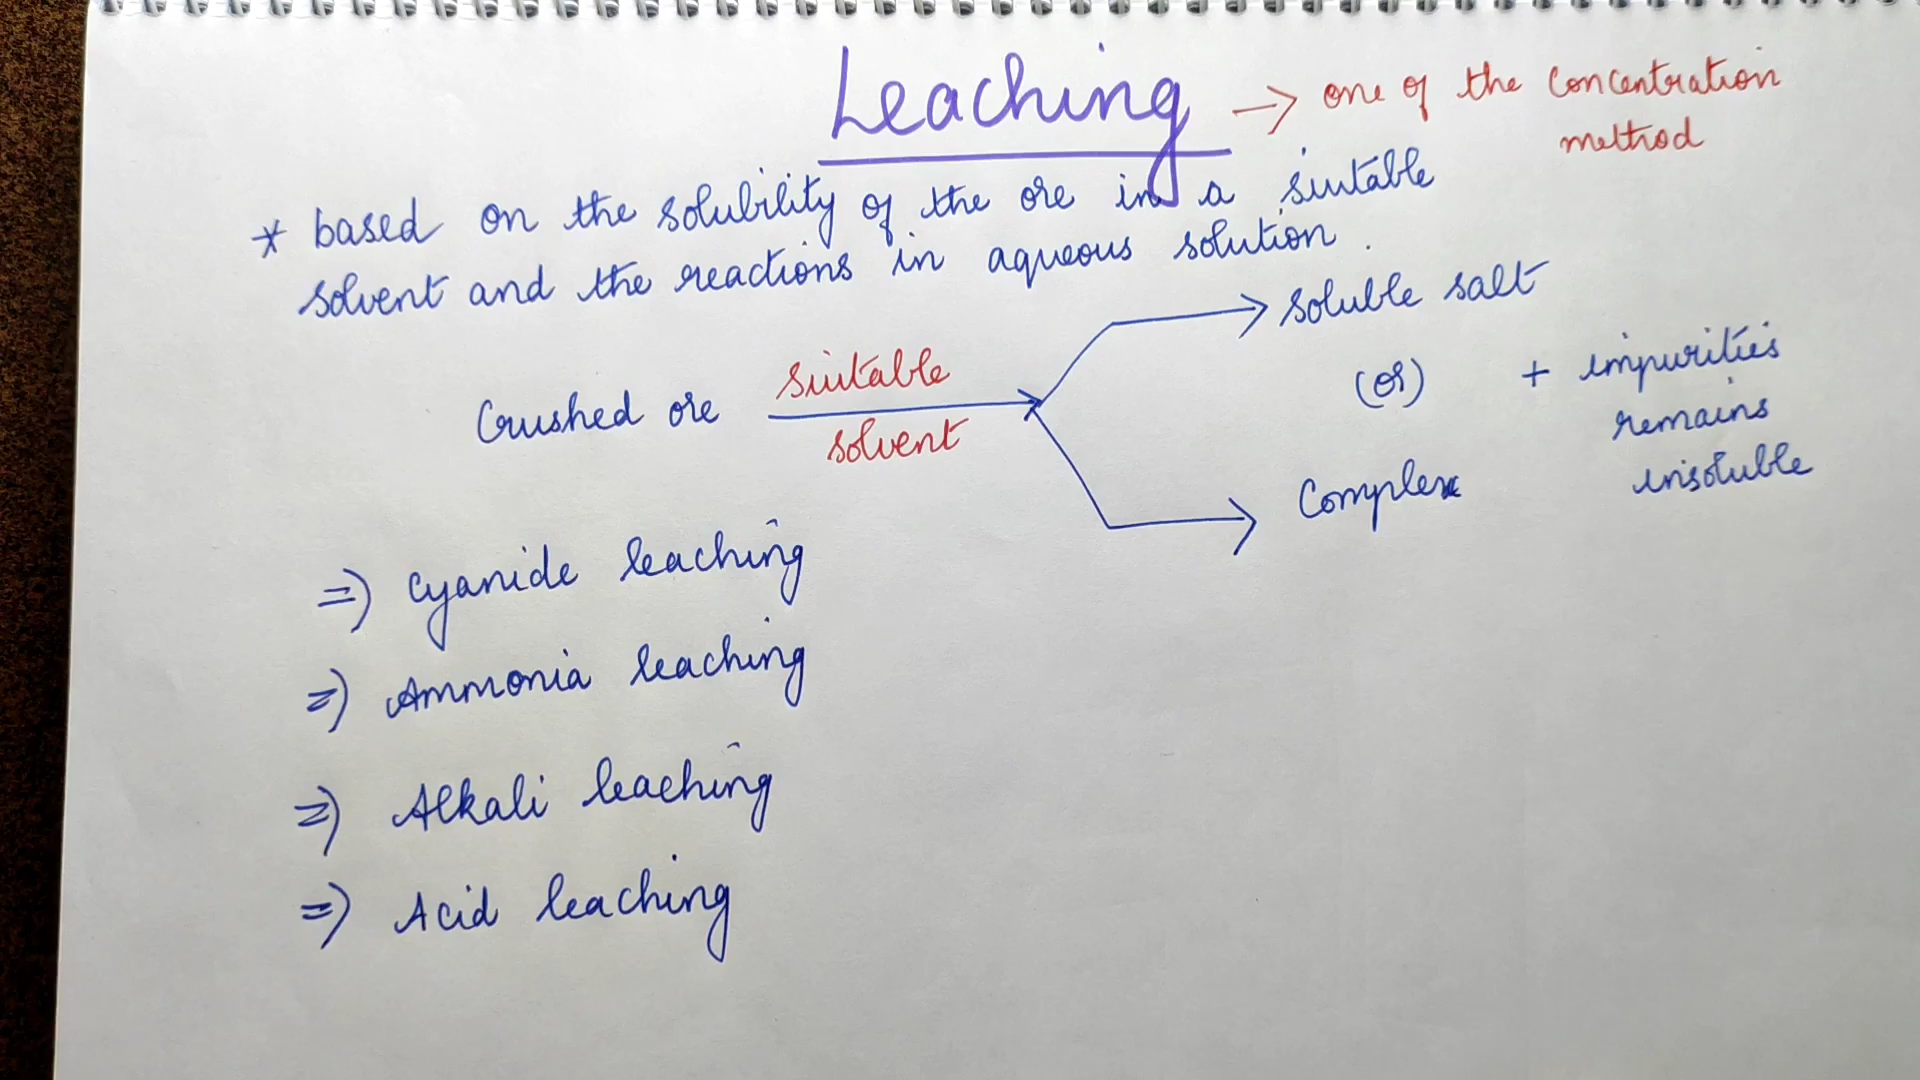 Leaching → one of the concentration
method
* based on the solubility of the ore in a suitable
solvent and the reactions in aqueous solution.
Crushed ore
suitable
solvent
soluble salt
(or)
Complex
+ impurities
remains
insoluble
⇒) Cyanide leaching
⇒) Ammonia leaching
⇒) Alkali leaching
⇒) Acid leaching